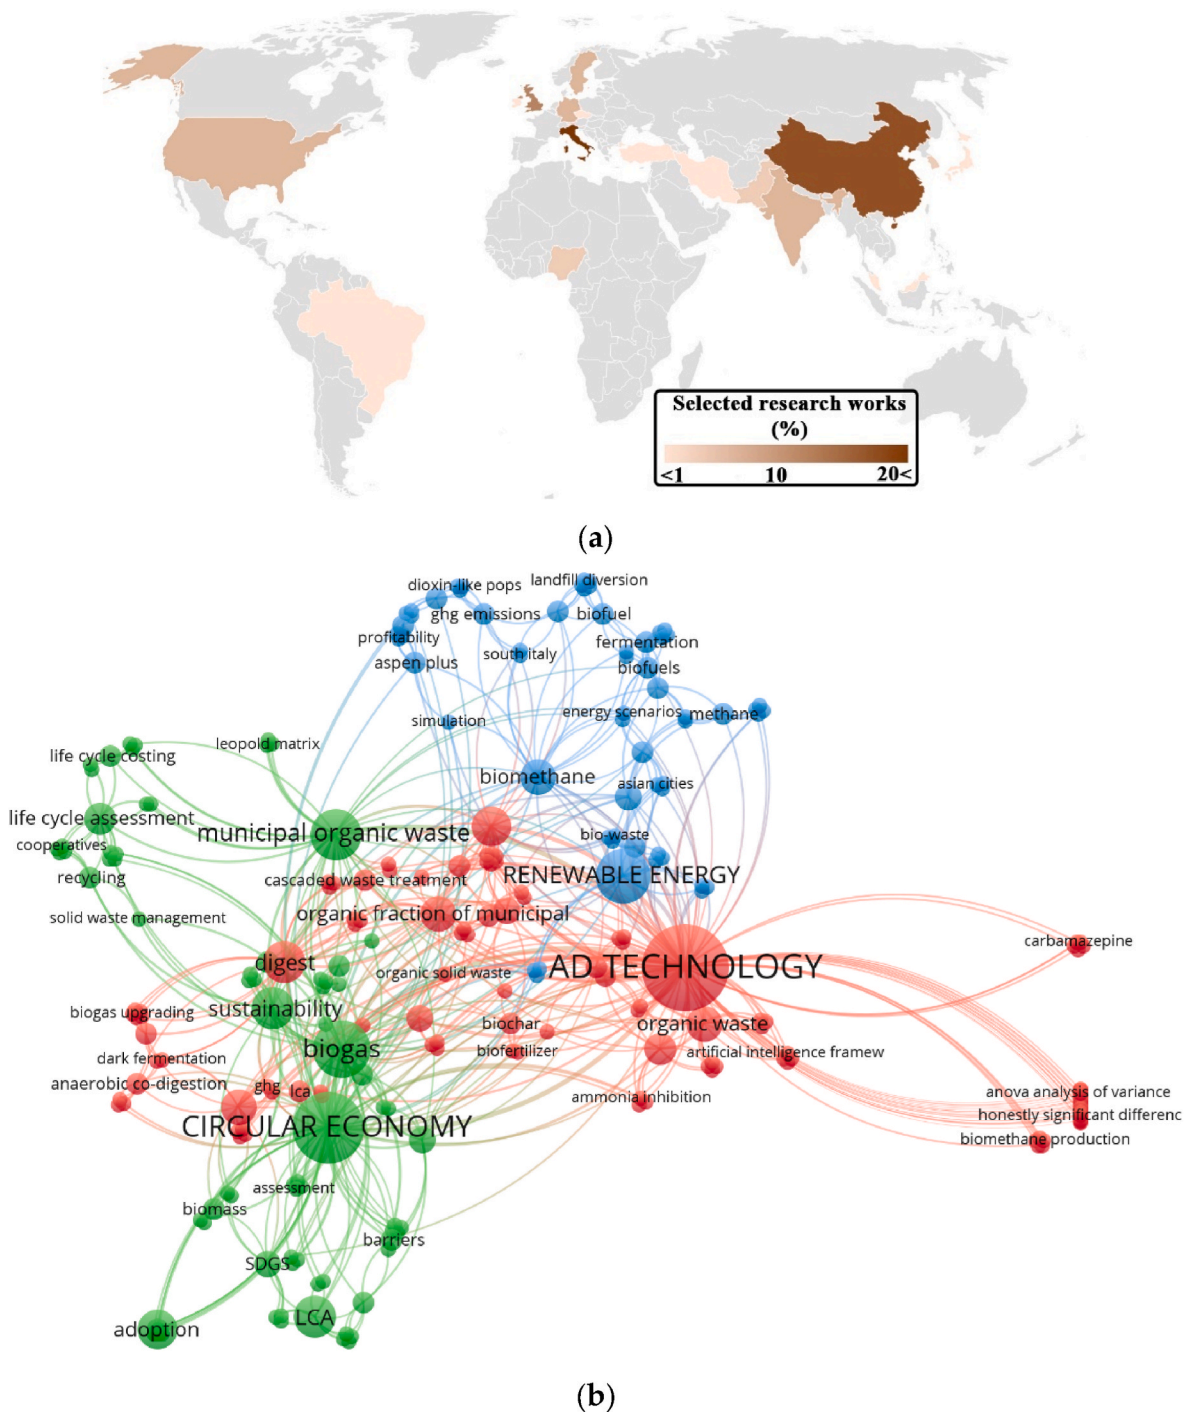 Selected research works
(%)
<1 10 20<
(a)
dioxin-like pops
landfill diversion
ghg emissions
biofuel
profitability
fermentation
south italy
aspen plus
biofuels
simulation
energy scenarios
methane
leopold matrix
life cycle costing
biomethane
asian cities
life cycle assessment
municipal organic waste
bio-waste
cooperatives
recycling
cascaded waste treatment
RENEWABLE ENERGY
solid waste management
organic fraction of municipal
carbamazepine
digest
organic solid waste
AD TECHNOLOGY
biogas upgrading
sustainability
biochar
organic waste
biogas
biofertilizer
artificial intelligence framew
dark fermentation
anaerobic co-digestion
ghg
lca
ammonia inhibition
anova analysis of variance
honestly significant differenc
CIRCULAR ECONOMY
biomethane production
assessment
biomass
barriers
SDGS
LCA
adoption
(b)